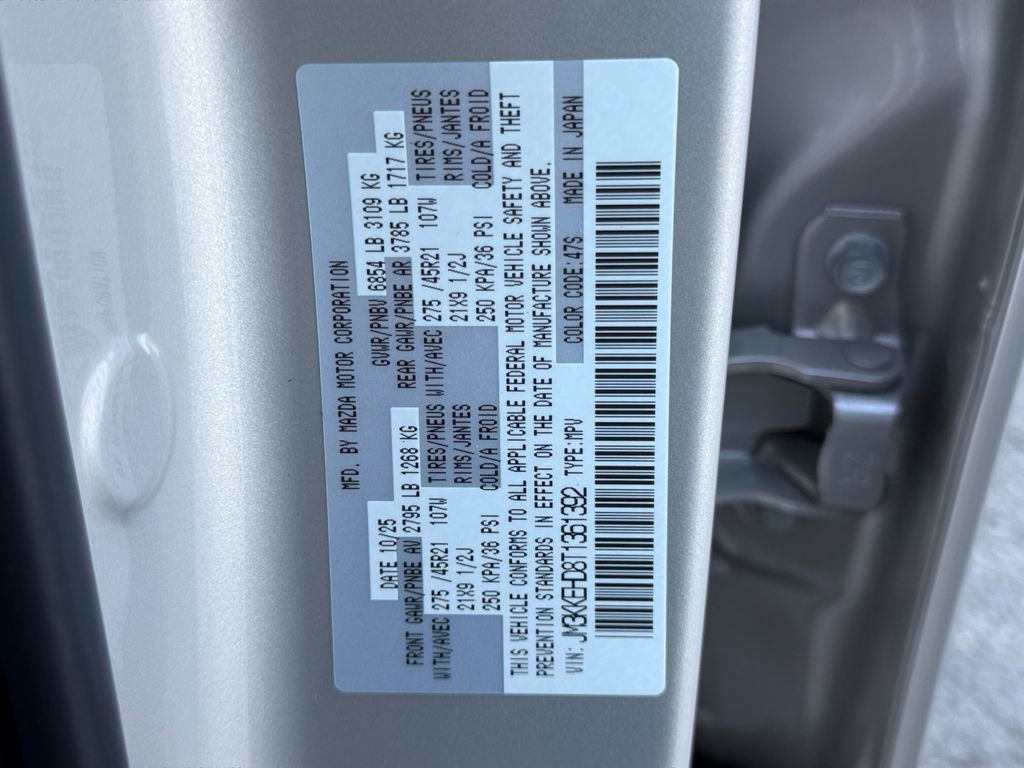 MFD. BY MAZDA MOTOR CORPORATION
DATE 10/25 GVWR/PNBV 6854 LB 3109 KG
FRONT GAWR/PNBE AV 2795 LB 1268 KG REAR GAWR/PNBE AR 3785 LB 1717 KG
WITH/AVEC 275 /45R21 107W TIRES/PNEUS WITH/AVEC 275 /45R21 107W TIRES/PNEUS
21X9 1/2J RIMS/JANTES 21X9 1/2J RIMS/JANTES
250 KPA/36 PSI COLD/A FROID 250 KPA/36 PSI COLD/A FROID
THIS VEHICLE CONFORMS TO ALL APPLICABLE FEDERAL MOTOR VEHICLE SAFETY AND THEFT
PREVENTION STANDARDS IN EFFECT ON THE DATE OF MANUFACTURE SHOWN ABOVE.
VIN: JM3KKEHD8T1361392 TYPE:MPV COLOR CODE:47S MADE IN JAPAN